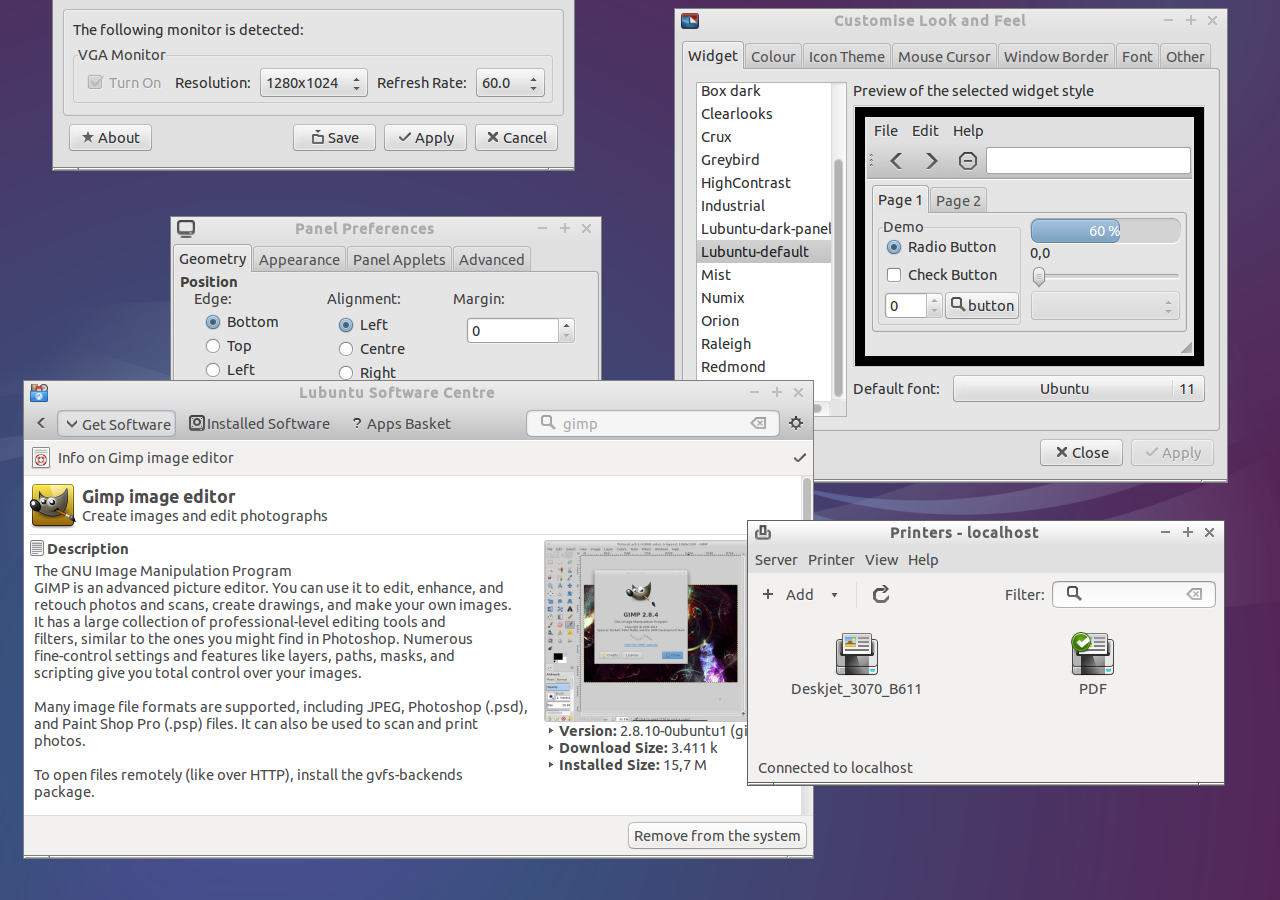 The following monitor is detected:
VGA Monitor
Turn On Resolution: 1280x1024 Refresh Rate: 60.0
About Save Apply Cancel
Customise Look and Feel
Widget Colour Icon Theme Mouse Cursor Window Border Font Other
Box dark
Clearlooks
Crux
Greybird
HighContrast
Industrial
Lubuntu-dark-panel
Lubuntu-default
Mist
Numix
Orion
Raleigh
Redmond
Preview of the selected widget style
File Edit Help
Page 1 Page 2
Demo
Radio Button
Check Button
0 button
60 %
0,0
Default font: Ubuntu 11
Close Apply
Panel Preferences
Geometry Appearance Panel Applets Advanced
Position
Edge: Alignment: Margin:
Bottom Left 0
Top Centre
Left Right
Lubuntu Software Centre
Get Software Installed Software ? Apps Basket gimp
Info on Gimp image editor
Gimp image editor
Create images and edit photographs
Description
The GNU Image Manipulation Program
GIMP is an advanced picture editor. You can use it to edit, enhance, and
retouch photos and scans, create drawings, and make your own images.
It has a large collection of professional-level editing tools and
filters, similar to the ones you might find in Photoshop. Numerous
fine-control settings and features like layers, paths, masks, and
scripting give you total control over your images.
Many image file formats are supported, including JPEG, Photoshop (.psd),
and Paint Shop Pro (.psp) files. It can also be used to scan and print
photos.
To open files remotely (like over HTTP), install the gvfs-backends
package.
GIMP 2.8.4
Version: 2.8.10-0ubuntu1 (gi
Download Size: 3.411 k
Installed Size: 15,7 M
Remove from the system
Printers - localhost
Server Printer View Help
Add Filter:
Deskjet_3070_B611 PDF
Connected to localhost